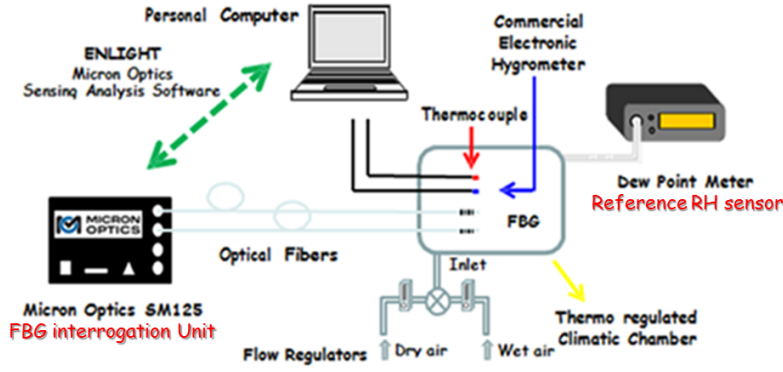 Personal Computer
ENLIGHT
Micron Optics
Sensing Analysis Software
Commercial
Electronic
Hygrometer
Thermocouple
Dew Point Meter
Reference RH sensor
MICRON
OPTICS
FBG
Optical Fibers
Inlet
Micron Optics SM125
FBG interrogation Unit
Thermo regulated
Climatic Chamber
Flow Regulators
Dry air
Wet air